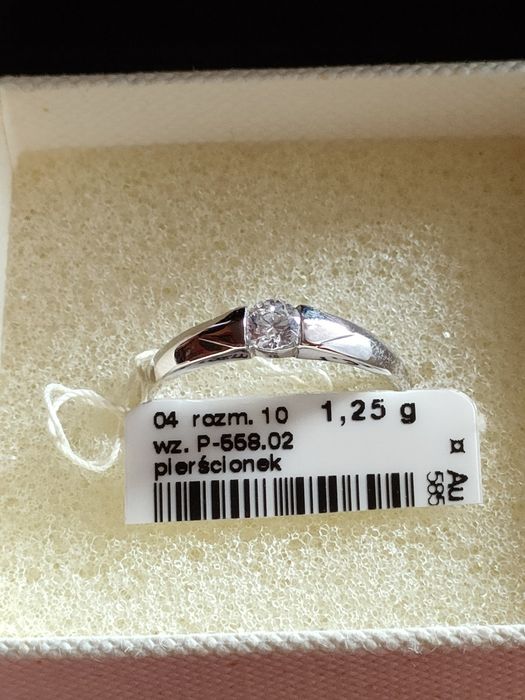 04 rozm. 10 1,25 g
wz. P-558.02
pierścionek
¤ Au
585